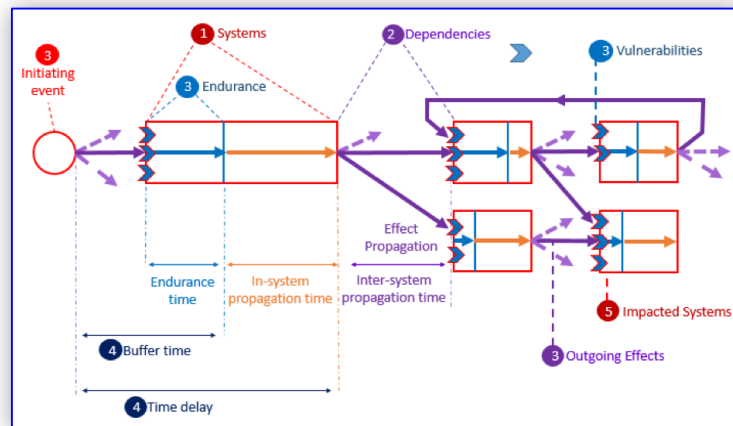 1 Systems
2 Dependencies
3 Initiating
event
3 Endurance
3 Vulnerabilities
Effect
Propagation
Endurance
time
In-system
propagation time
Inter-system
propagation time
5 Impacted Systems
4 Buffer time
3 Outgoing Effects
4 Time delay